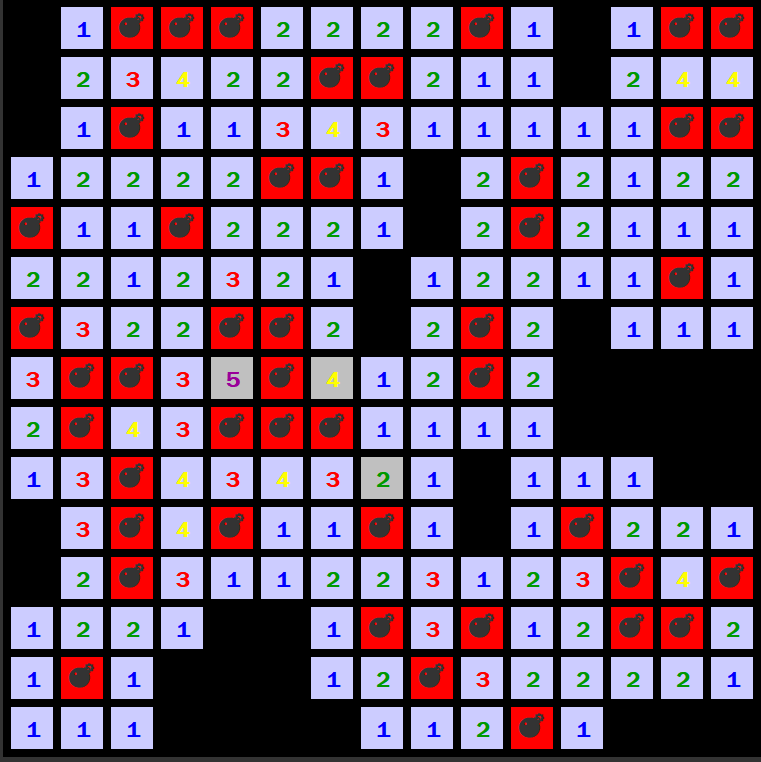 1 2 2 2 2 1 1
2 3 4 2 2 2 1 1 2 4 4
1 1 1 3 4 3 1 1 1 1 1
1 2 2 2 2 1 2 2 1 2 2
1 1 2 2 2 1 2 2 1 1 1
2 2 1 2 3 2 1 1 2 2 1 1 1
3 2 2 2 2 2 1 1 1
3 3 5 4 1 2 2
2 4 3 1 1 1 1
1 3 4 3 4 3 2 1 1 1 1
3 4 1 1 1 1 2 2 1
2 3 1 1 2 2 3 1 2 3 4
1 2 2 1 1 3 1 2 2
1 1 1 2 3 2 2 2 2 1
1 1 1 1 1 2 1